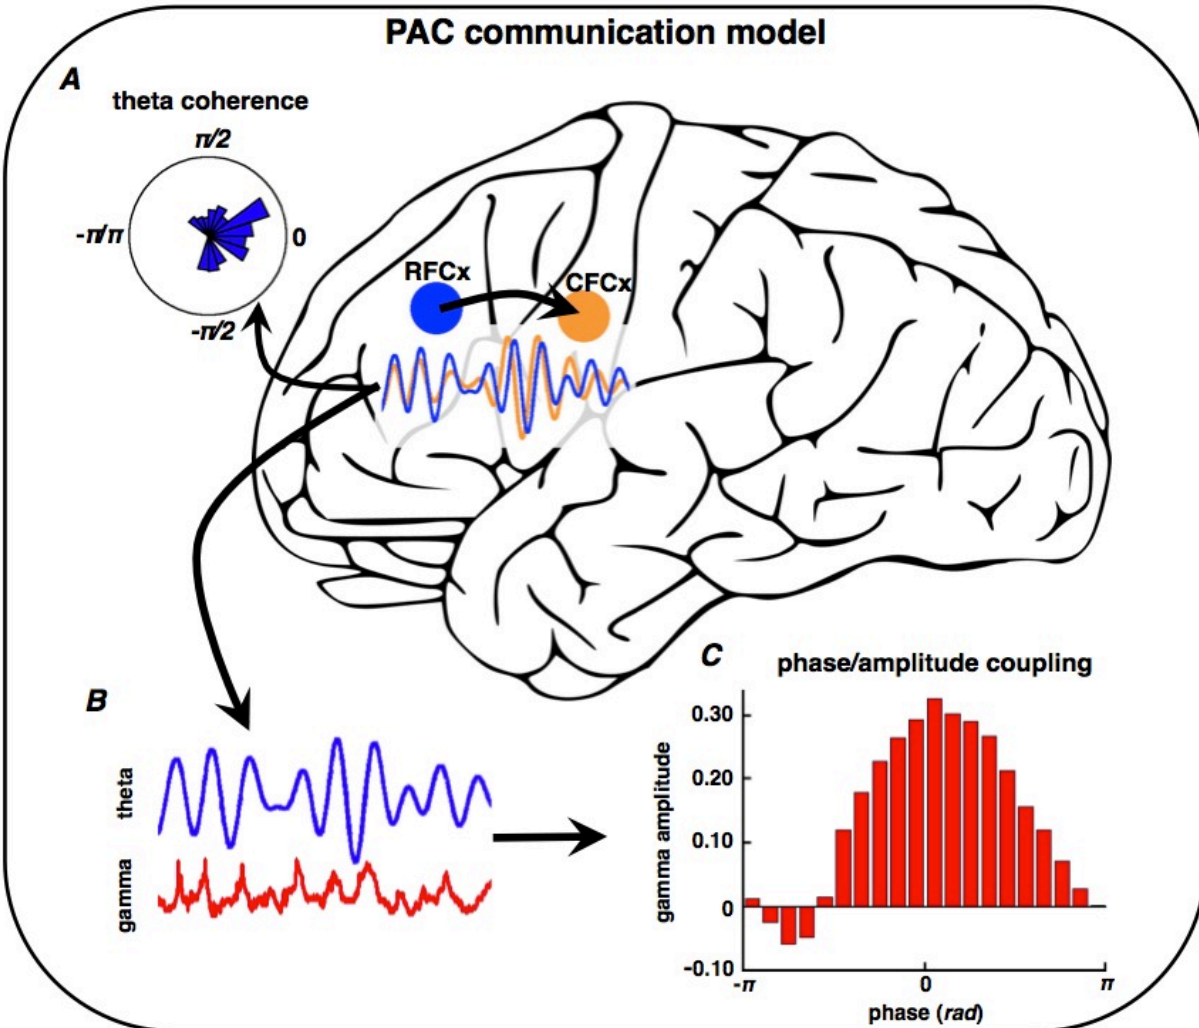 PAC communication model
A
theta coherence
π/2
-π/π
0
-π/2
RFCx
CFCx
B
theta
gamma
C
phase/amplitude coupling
gamma amplitude
0.30
0.20
0.10
0
-0.10
-π
0
π
phase (rad)